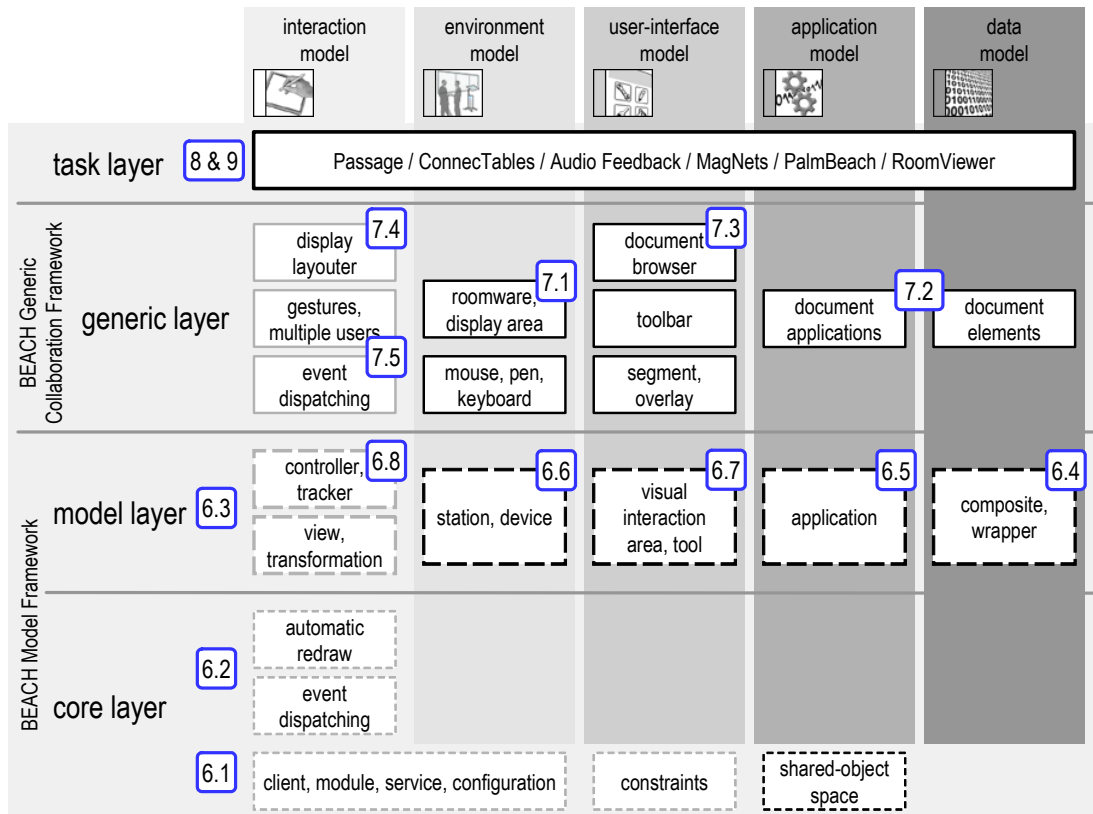 interaction
model
environment
model
user-interface
model
application
model
data
model
task layer
8 & 9
Passage / ConnecTables / Audio Feedback / MagNets / PalmBeach / RoomViewer
BEACH Generic
Collaboration Framework
generic layer
7.4
display
layouter
gestures,
multiple users
7.5
event
dispatching
7.1
roomware,
display area
mouse, pen,
keyboard
7.3
document
browser
toolbar
segment,
overlay
7.2
document
applications
document
elements
BEACH Model Framework
model layer
6.3
6.8
controller,
tracker
view,
transformation
6.6
station, device
6.7
visual
interaction
area, tool
6.5
application
6.4
composite,
wrapper
core layer
6.2
automatic
redraw
event
dispatching
6.1
client, module, service, configuration
constraints
shared-object
space